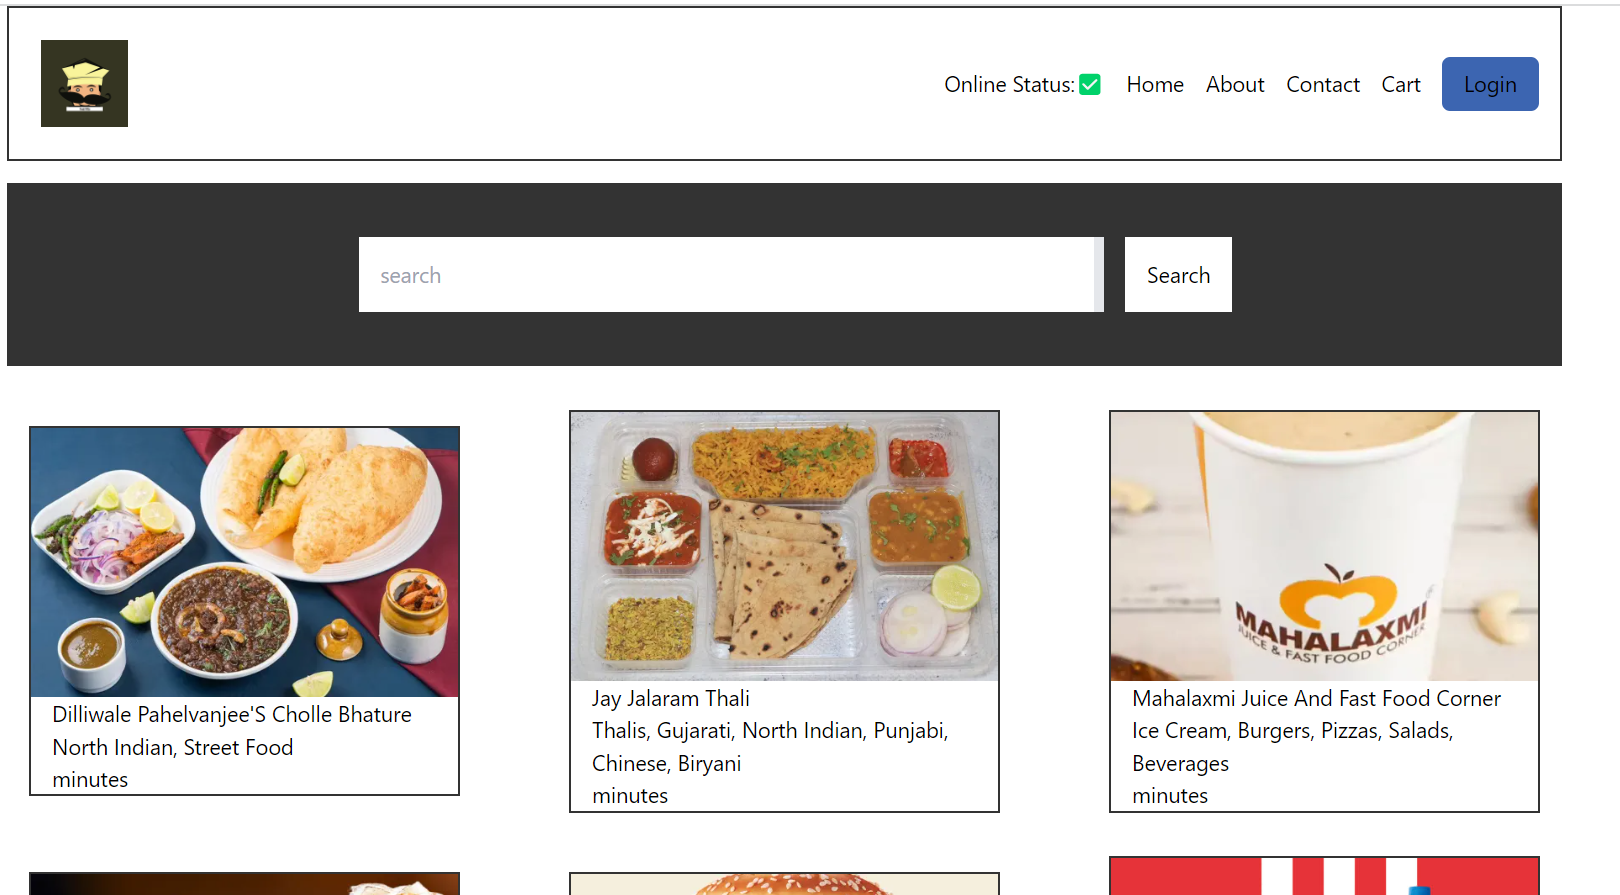 Online Status: ✅ Home About Contact Cart Login
search Search
Dilliwale Pahelvanjee'S Cholle Bhature
North Indian, Street Food
minutes
MAHALAXMI
JUICE & FAST FOOD CORNER
Jay Jalaram Thali
Thalis, Gujarati, North Indian, Punjabi,
Chinese, Biryani
minutes
Mahalaxmi Juice And Fast Food Corner
Ice Cream, Burgers, Pizzas, Salads,
Beverages
minutes